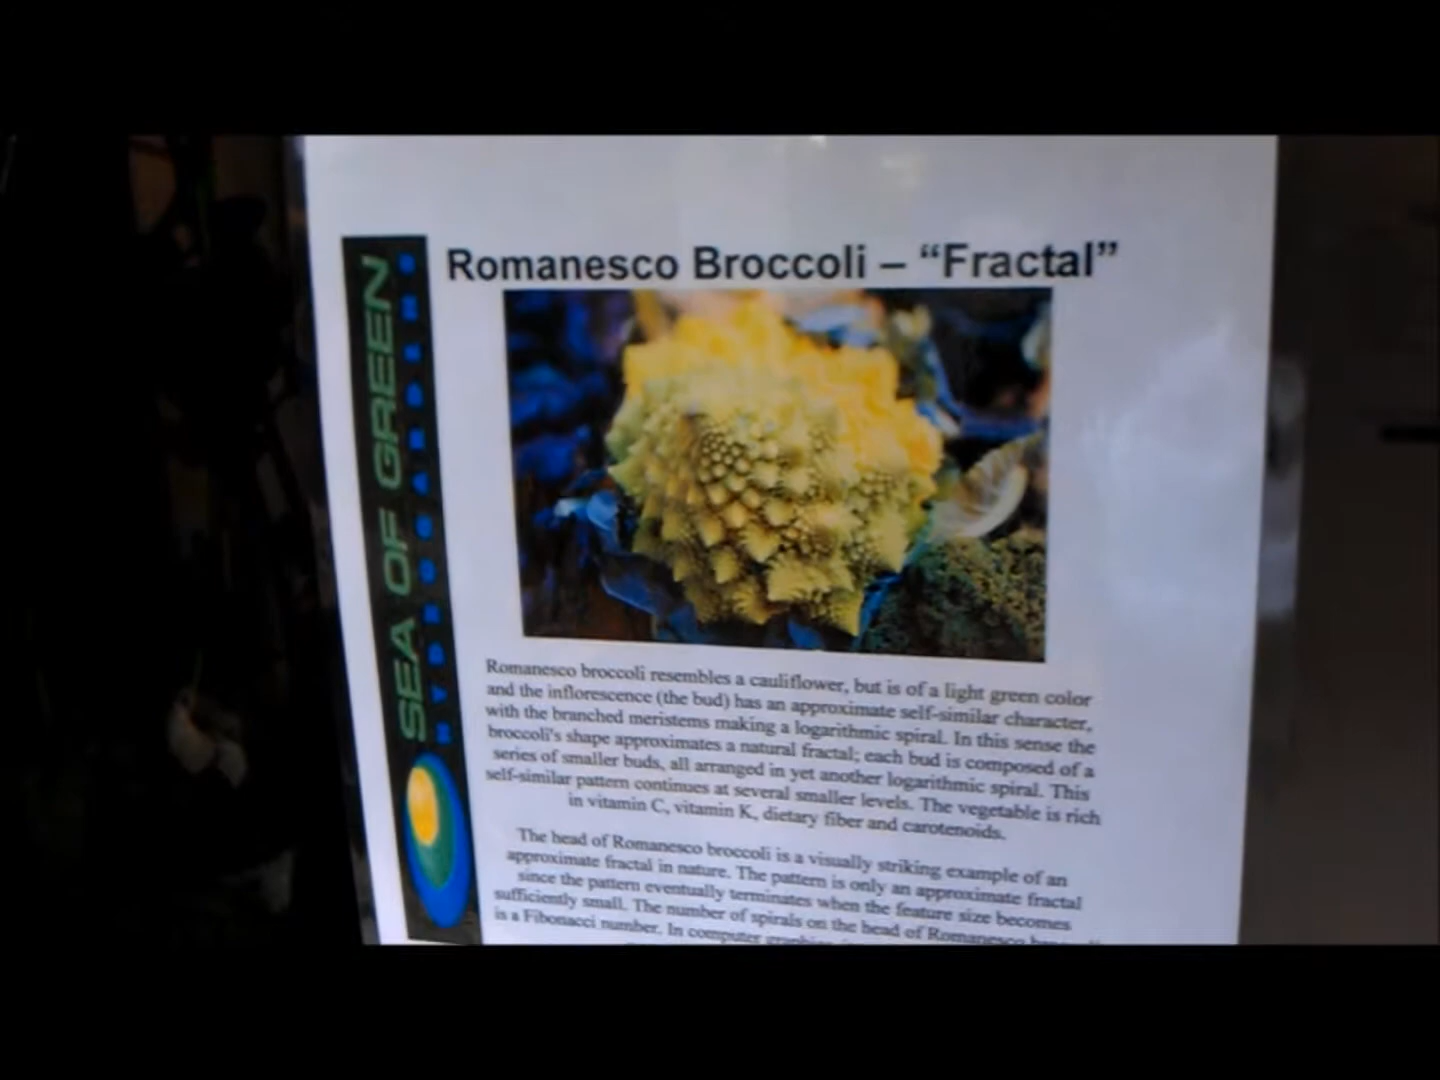 Romanesco Broccoli – “Fractal”
SEA OF GREEN
HYDROGARDENS
Romanesco broccoli resembles a cauliflower, but is of a light green color
and the inflorescence (the bud) has an approximate self-similar character,
with the branched meristems making a logarithmic spiral. In this sense the
broccoli's shape approximates a natural fractal; each bud is composed of a
series of smaller buds, all arranged in yet another logarithmic spiral. This
self-similar pattern continues at several smaller levels. The vegetable is rich
in vitamin C, vitamin K, dietary fiber and carotenoids.
The head of Romanesco broccoli is a visually striking example of an
approximate fractal in nature. The pattern is only an approximate fractal
since the pattern eventually terminates when the feature size becomes
sufficiently small. The number of spirals on the head of Romanesco
is a Fibonacci number. In computer